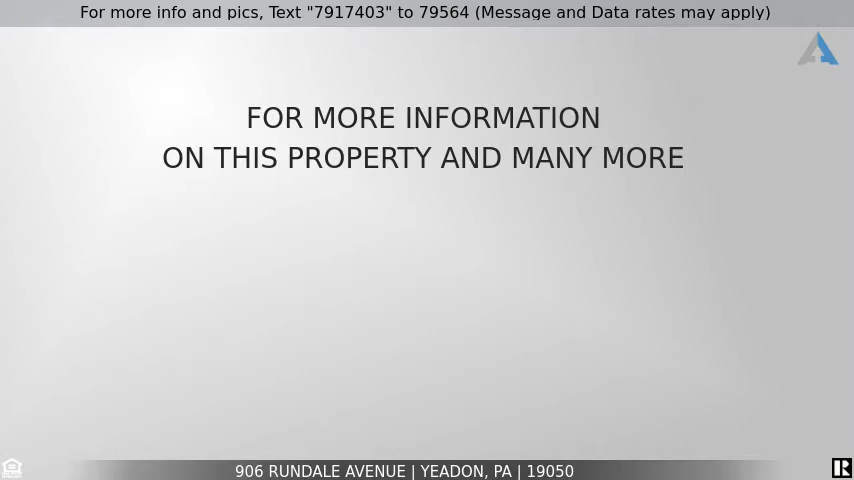 For more info and pics, Text "7917403" to 79564 (Message and Data rates may apply)
FOR MORE INFORMATION
ON THIS PROPERTY AND MANY MORE
906 RUNDALE AVENUE | YEADON, PA | 19050